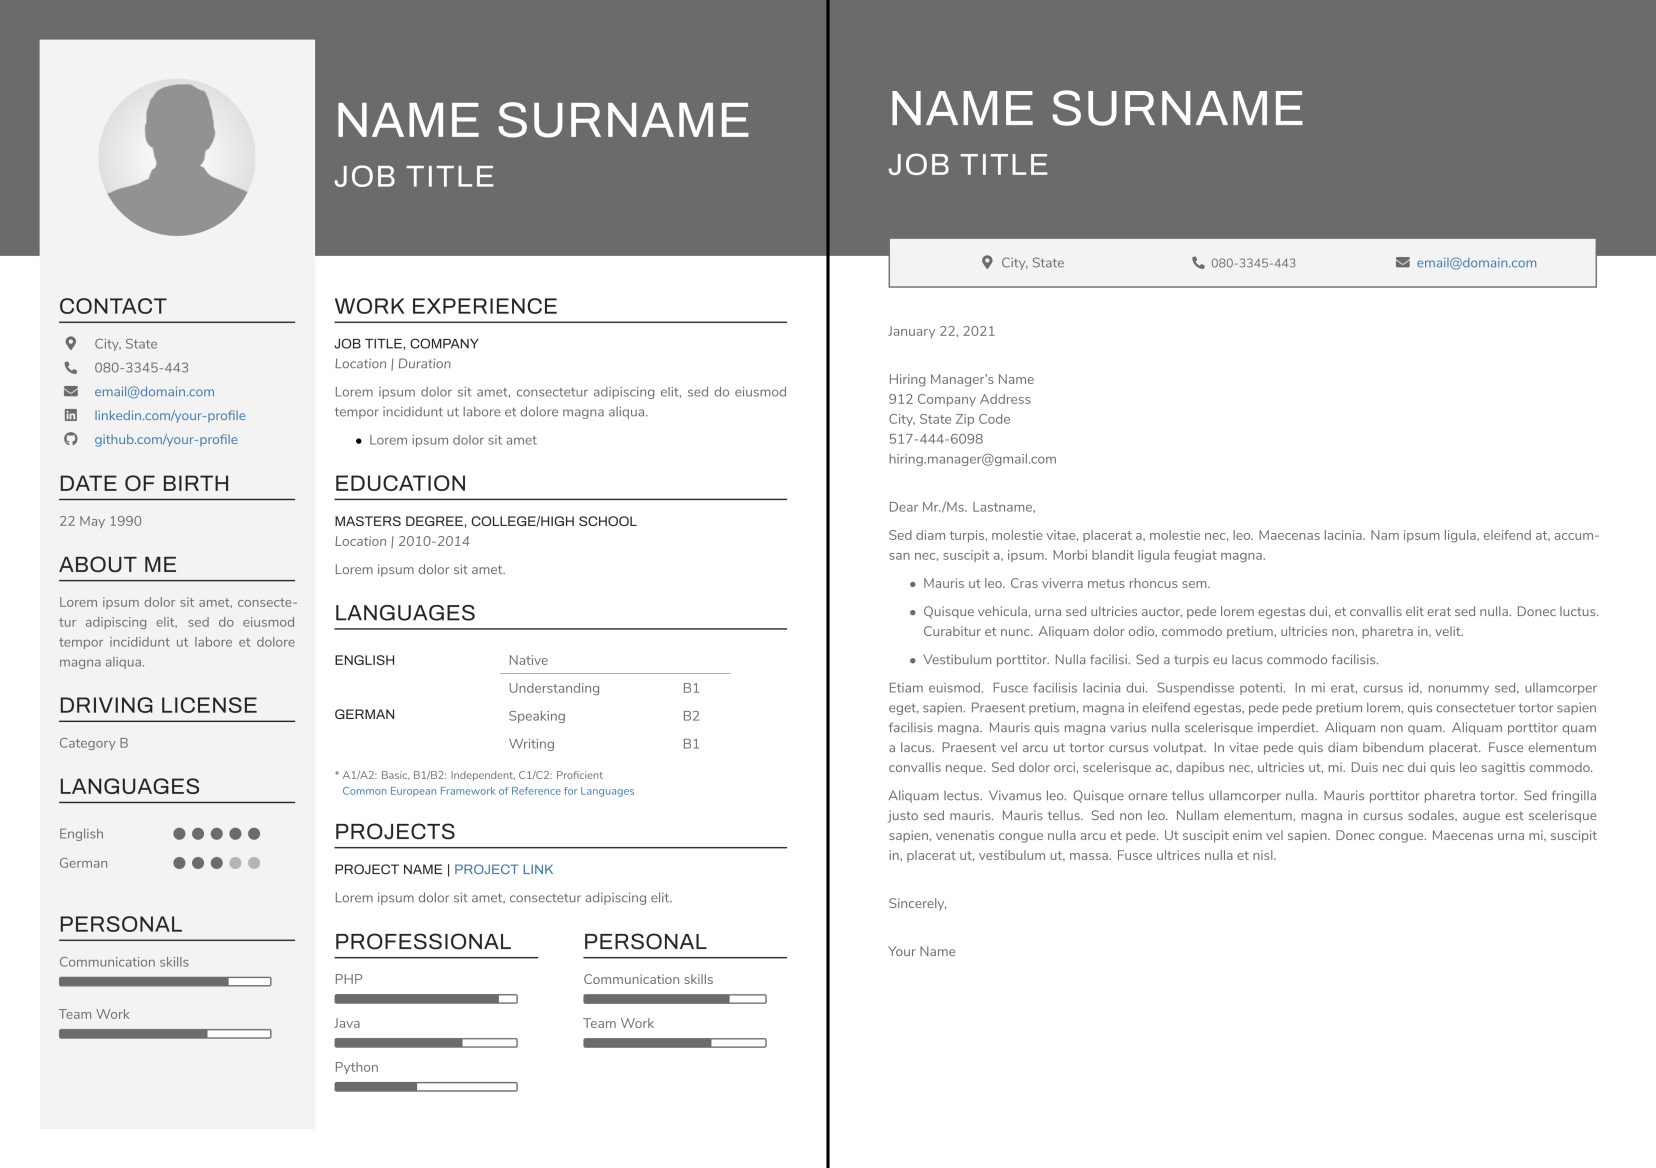 NAME SURNAME
JOB TITLE
CONTACT
City, State
080-3345-443
email@domain.com
linkedin.com/your-profile
github.com/your-profile
DATE OF BIRTH
22 May 1990
ABOUT ME
Lorem ipsum dolor sit amet, consecte-
tur adipiscing elit, sed do eiusmod
tempor incididunt ut labore et dolore
magna aliqua.
DRIVING LICENSE
Category B
LANGUAGES
English
German
PERSONAL
Communication skills
Team Work
WORK EXPERIENCE
JOB TITLE, COMPANY
Location | Duration
Lorem ipsum dolor sit amet, consectetur adipiscing elit, sed do eiusmod
tempor incididunt ut labore et dolore magna aliqua.
• Lorem ipsum dolor sit amet
EDUCATION
MASTERS DEGREE, COLLEGE/HIGH SCHOOL
Location | 2010-2014
Lorem ipsum dolor sit amet.
LANGUAGES
ENGLISH Native
Understanding B1
GERMAN Speaking B2
Writing B1
* A1/A2: Basic, B1/B2: Independent, C1/C2: Proficient
Common European Framework of Reference for Languages
PROJECTS
PROJECT NAME | PROJECT LINK
Lorem ipsum dolor sit amet, consectetur adipiscing elit.
PROFESSIONAL
PHP
Java
Python
PERSONAL
Communication skills
Team Work
NAME SURNAME
JOB TITLE
City, State 080-3345-443 email@domain.com
January 22, 2021
Hiring Manager’s Name
912 Company Address
City, State Zip Code
517-444-6098
hiring.manager@gmail.com
Dear Mr./Ms. Lastname,
Sed diam turpis, molestie vitae, placerat a, molestie nec, leo. Maecenas lacinia. Nam ipsum ligula, eleifend at, accum-
san nec, suscipit a, ipsum. Morbi blandit ligula feugiat magna.
• Mauris ut leo. Cras viverra metus rhoncus sem.
• Quisque vehicula, urna sed ultricies auctor, pede lorem egestas dui, et convallis elit erat sed nulla. Donec luctus.
Curabitur et nunc. Aliquam dolor odio, commodo pretium, ultricies non, pharetra in, velit.
• Vestibulum porttitor. Nulla facilisi. Sed a turpis eu lacus commodo facilisis.
Etiam euismod. Fusce facilisis lacinia dui. Suspendisse potenti. In mi erat, cursus id, nonummy sed, ullamcorper
eget, sapien. Praesent pretium, magna in eleifend egestas, pede pede pretium lorem, quis consectetuer tortor sapien
facilisis magna. Mauris quis magna varius nulla scelerisque imperdiet. Aliquam non quam. Aliquam porttitor quam
a lacus. Praesent vel arcu ut tortor cursus volutpat. In vitae pede quis diam bibendum placerat. Fusce elementum
convallis neque. Sed dolor orci, scelerisque ac, dapibus nec, ultricies ut, mi. Duis nec dui quis leo sagittis commodo.
Aliquam lectus. Vivamus leo. Quisque ornare tellus ullamcorper nulla. Mauris porttitor pharetra tortor. Sed fringilla
justo sed mauris. Mauris tellus. Sed non leo. Nullam elementum, magna in cursus sodales, augue est scelerisque
sapien, venenatis congue nulla arcu et pede. Ut suscipit enim vel sapien. Donec congue. Maecenas urna mi, suscipit
in, placerat ut, vestibulum ut, massa. Fusce ultrices nulla et nisl.
Sincerely,
Your Name